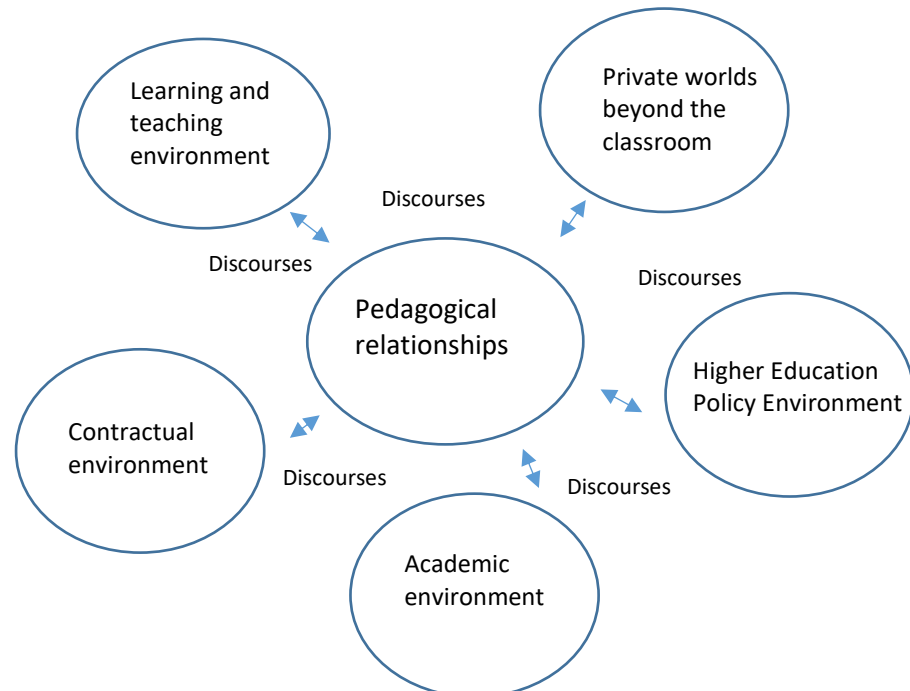 Learning and
teaching
environment
Private worlds
beyond the
classroom
Discourses
Discourses
Discourses
Pedagogical
relationships
Higher Education
Policy Environment
Contractual
environment
Discourses
Discourses
Academic
environment